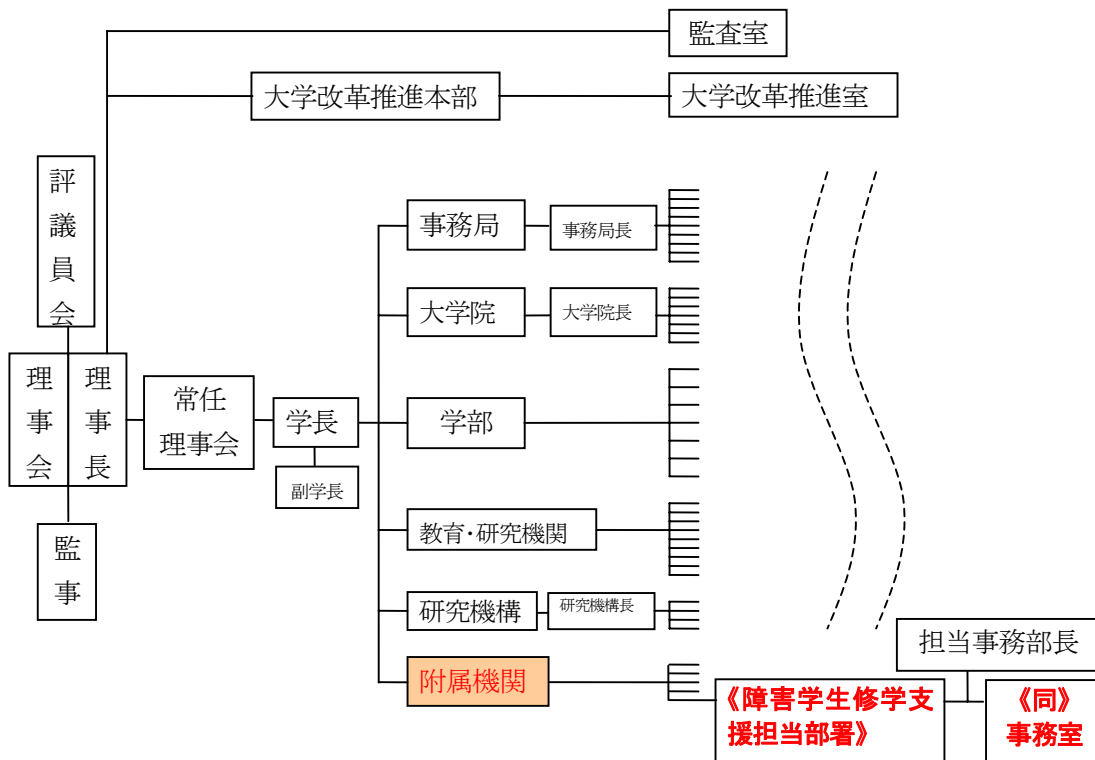 監査室
大学改革推進本部
大学改革推進室
評議員会
事務局
事務局長
大学院
大学院長
理事会
理事長
常任
理事会
学長
副学長
学部
監事
教育・研究機関
研究機構
研究機構長
附属機関
担当事務部長
《障害学生修学支
援担当部署》
《同》
事務室